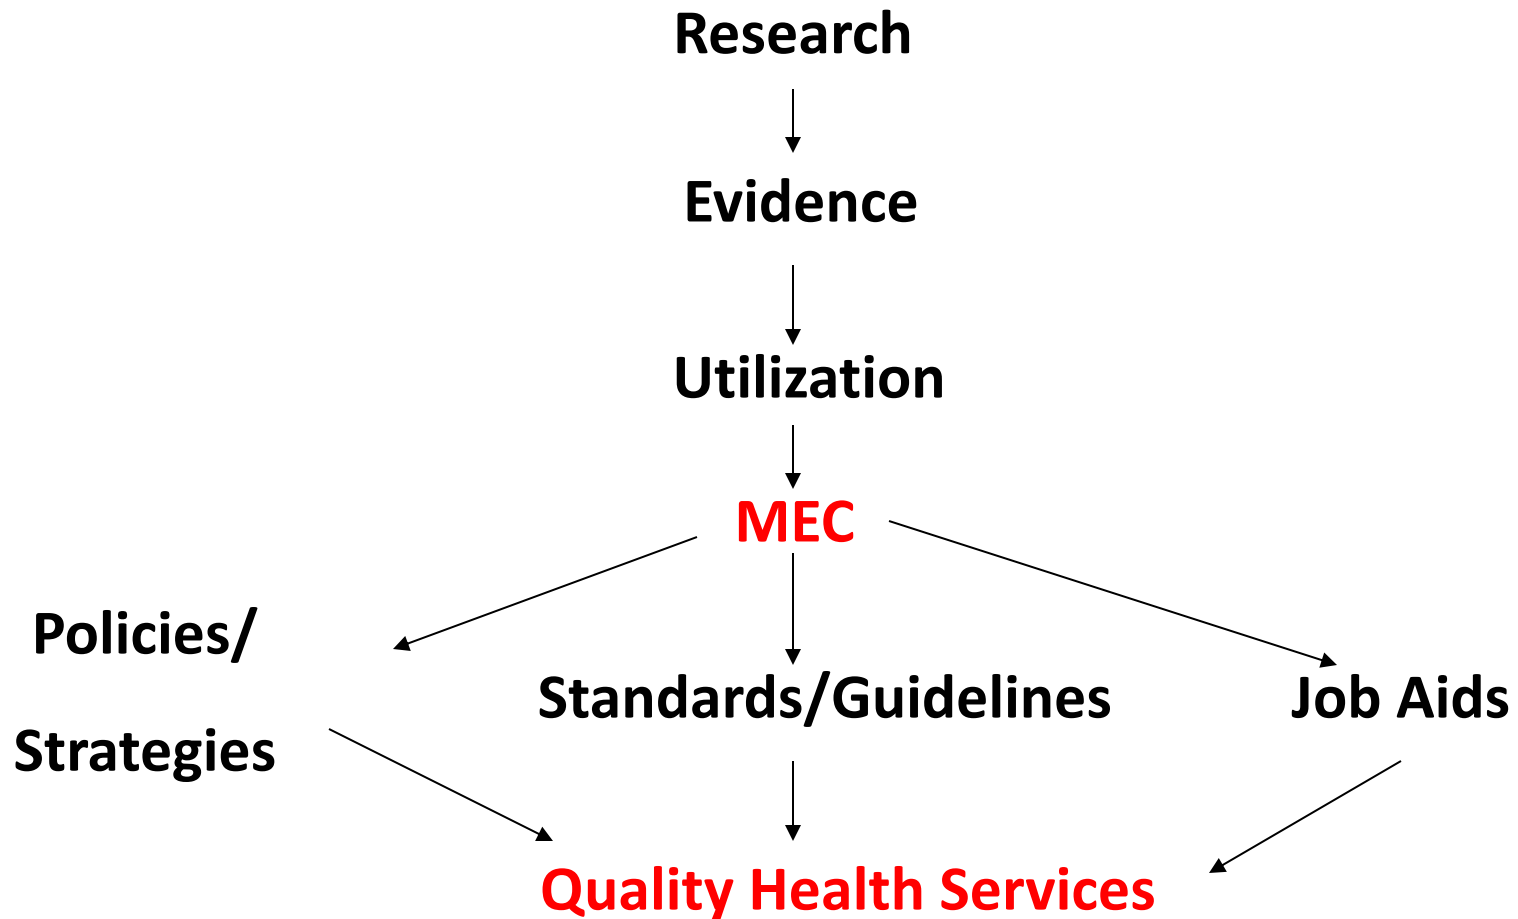 Research
Evidence
Utilization
MEC
Policies/
Strategies
Standards/Guidelines
Job Aids
Quality Health Services